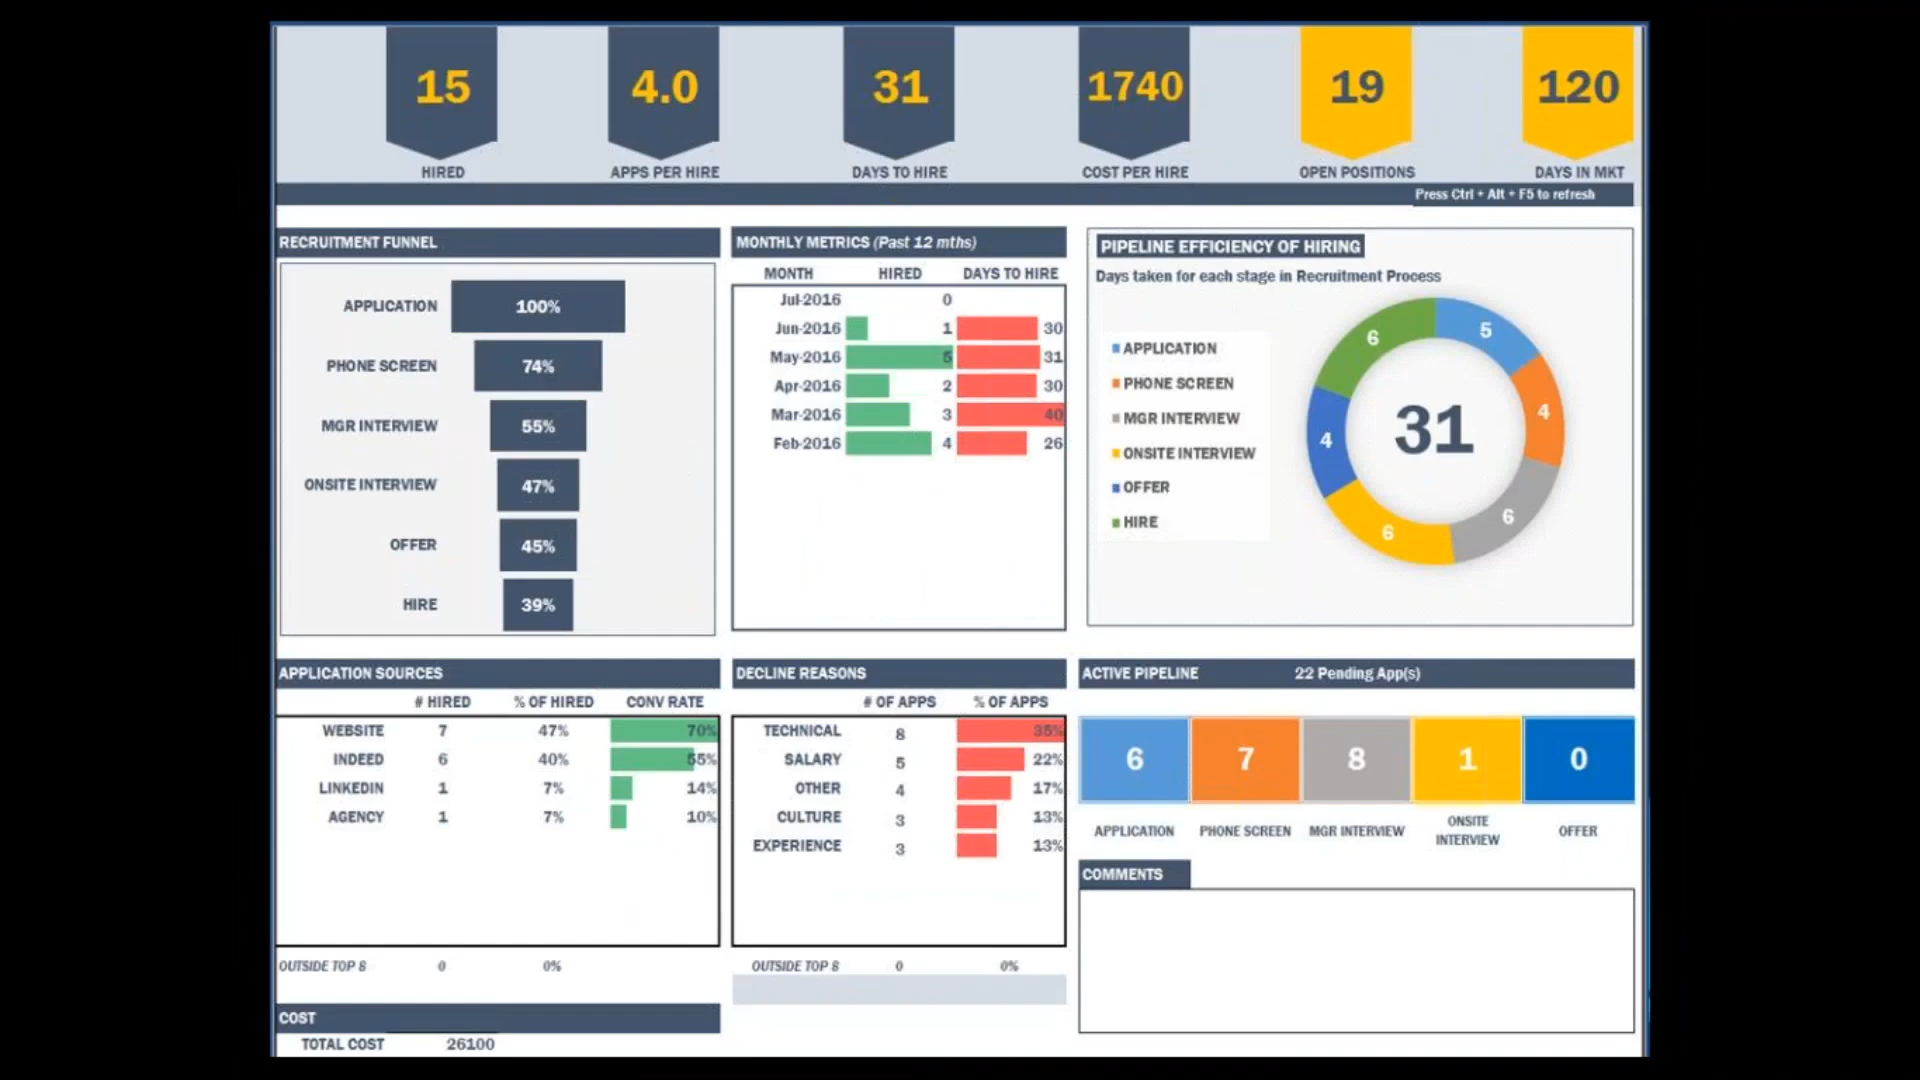 15 4.0 31 1740 19 120
HIRED APPS PER HIRE DAYS TO HIRE COST PER HIRE OPEN POSITIONS DAYS IN MKT
Press Ctrl + Alt + F5 to refresh
RECRUITMENT FUNNEL
APPLICATION 100%
PHONE SCREEN 74%
MGR INTERVIEW 55%
ONSITE INTERVIEW 47%
OFFER 45%
HIRE 39%
MONTHLY METRICS (Past 12 mths)
MONTH HIRED DAYS TO HIRE
Jul-2016 0
Jun-2016 1 30
May-2016 5 31
Apr-2016 2 30
Mar-2016 3 40
Feb-2016 4 26
PIPELINE EFFICIENCY OF HIRING
Days taken for each stage in Recruitment Process
APPLICATION
PHONE SCREEN
MGR INTERVIEW
ONSITE INTERVIEW
OFFER
HIRE
6 5
4 4
6 6
31
APPLICATION SOURCES
# HIRED % OF HIRED CONV RATE
WEBSITE 7 47% 70%
INDEED 6 40% 55%
LINKEDIN 1 7% 14%
AGENCY 1 7% 10%
OUTSIDE TOP 8 0 0%
DECLINE REASONS
# OF APPS % OF APPS
TECHNICAL 8 35%
SALARY 5 22%
OTHER 4 17%
CULTURE 3 13%
EXPERIENCE 3 13%
OUTSIDE TOP 8 0 0%
ACTIVE PIPELINE 22 Pending App(s)
6 7 8 1 0
APPLICATION PHONE SCREEN MGR INTERVIEW ONSITE INTERVIEW OFFER
COMMENTS
COST
TOTAL COST 26100